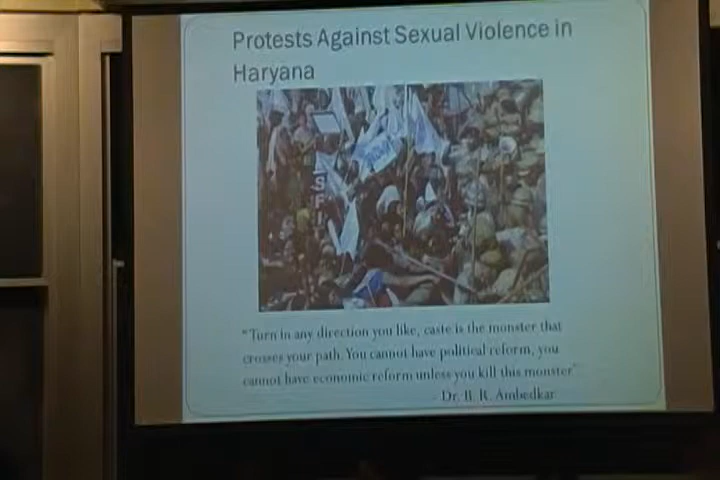 Protests Against Sexual Violence in
Haryana
SFI
"Turn in any direction you like, caste is the monster that
crosses your path. You cannot have political reform, you
cannot have economic reform unless you kill this monster"
- Dr. B. R. Ambedkar